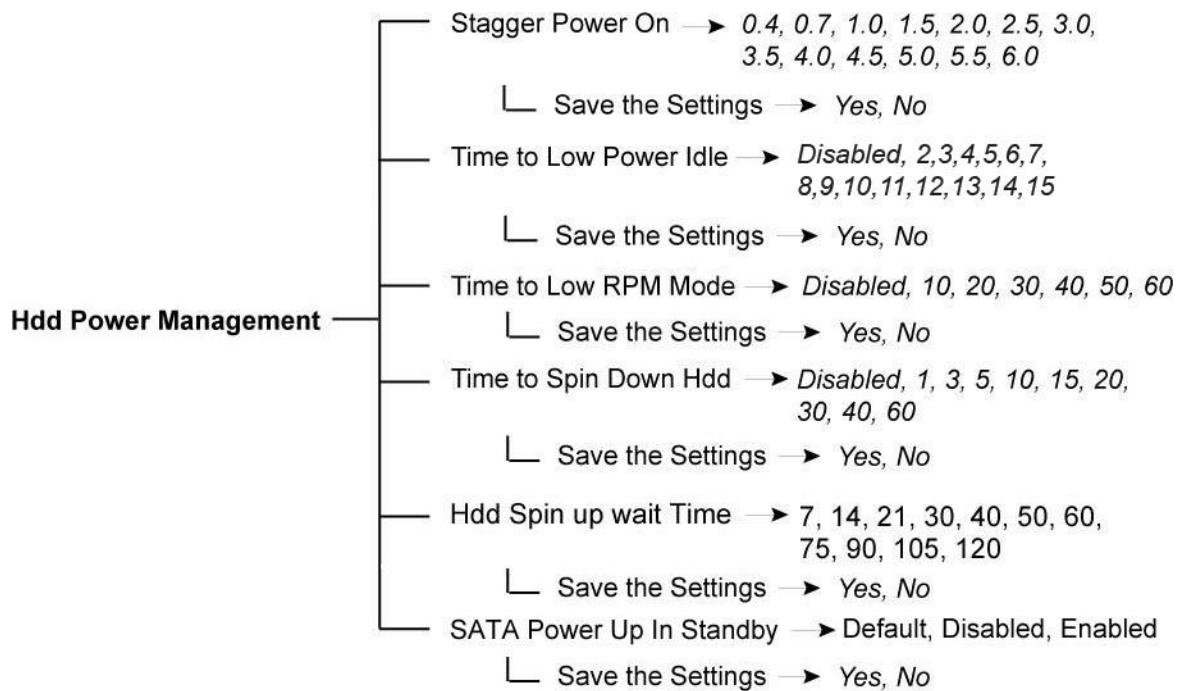 Stagger Power On → 0.4, 0.7, 1.0, 1.5, 2.0, 2.5, 3.0,
3.5, 4.0, 4.5, 5.0, 5.5, 6.0
Save the Settings → Yes, No
Time to Low Power Idle → Disabled, 2,3,4,5,6,7,
8,9,10,11,12,13,14,15
Save the Settings → Yes, No
Time to Low RPM Mode → Disabled, 10, 20, 30, 40, 50, 60
Hdd Power Management
Save the Settings → Yes, No
Time to Spin Down Hdd → Disabled, 1, 3, 5, 10, 15, 20,
30, 40, 60
Save the Settings → Yes, No
Hdd Spin up wait Time → 7, 14, 21, 30, 40, 50, 60,
75, 90, 105, 120
Save the Settings → Yes, No
SATA Power Up In Standby → Default, Disabled, Enabled
Save the Settings → Yes, No